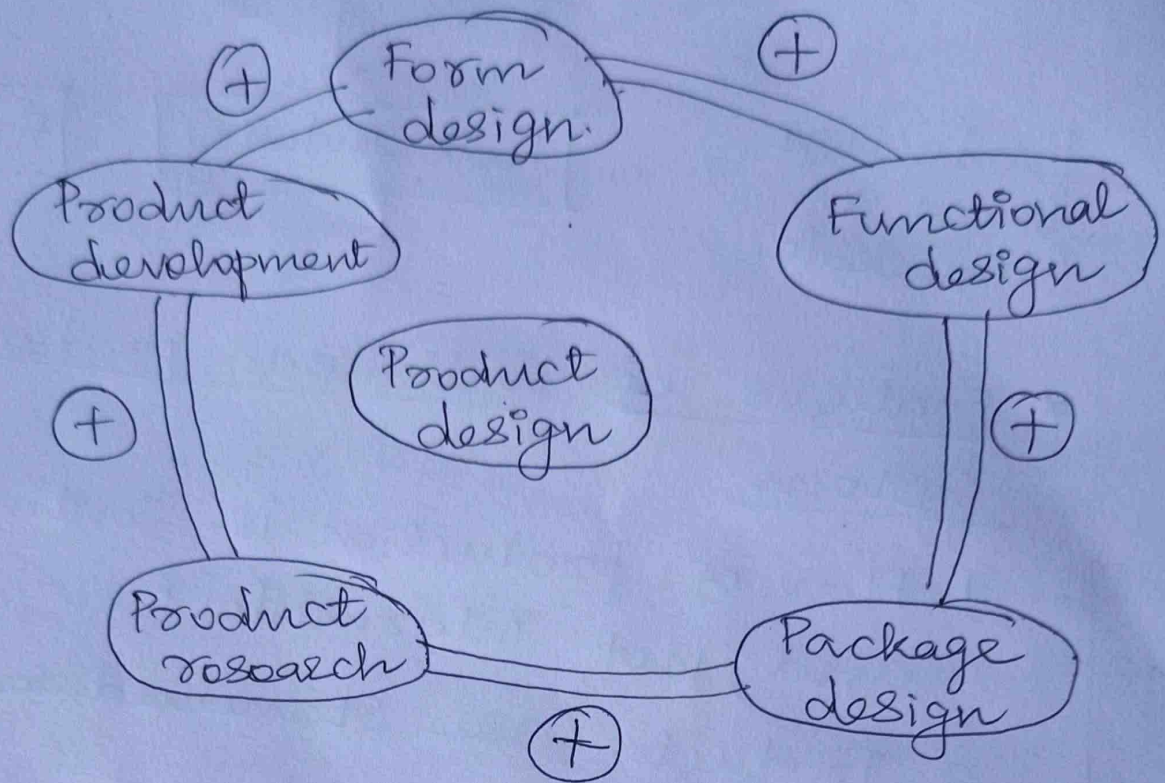 +
Form
design.
+
Product
development
Functional
design
Product
design
+
+
Product
research
Package
design
+